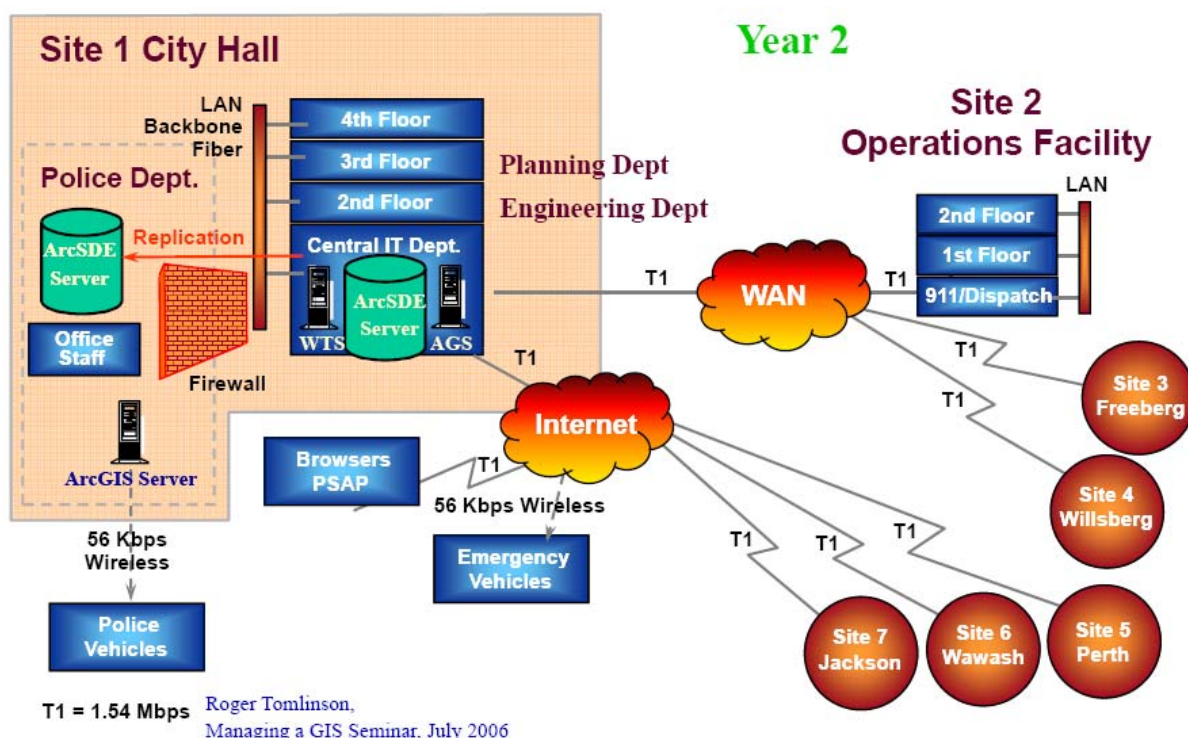 Site 1 City Hall
Year 2
LAN
Backbone
Fiber
4th Floor
3rd Floor
2nd Floor
Planning Dept
Engineering Dept
Police Dept.
ArcSDE
Server
Replication
Central IT Dept.
WTS
ArcSDE
Server
AGS
Office
Staff
Firewall
ArcGIS Server
56 Kbps
Wireless
Police
Vehicles
T1
WAN
T1
Site 2
Operations Facility
LAN
2nd Floor
1st Floor
911/Dispatch
T1
Site 3
Freeberg
T1
Site 4
Willsberg
T1
Internet
Browsers
PSAP
T1
56 Kbps Wireless
Emergency
Vehicles
T1
T1
T1
Site 7
Jackson
Site 6
Wawash
Site 5
Perth
T1 = 1.54 Mbps
Roger Tomlinson,
Managing a GIS Seminar, July 2006